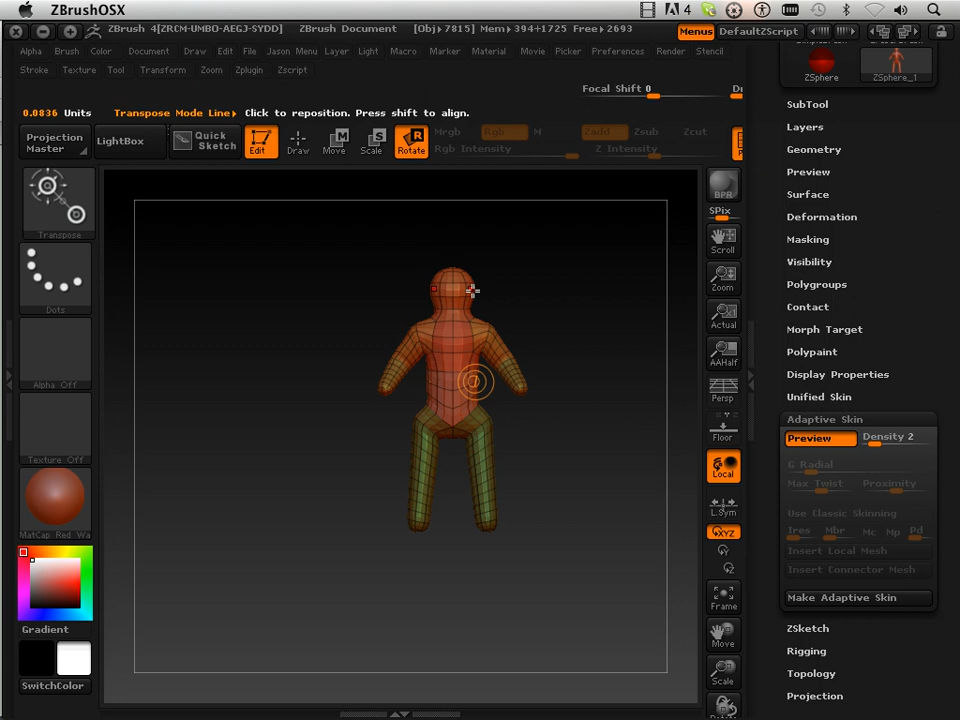 ZBrushOSX
4
ZBrush 4[ZRCM-UMBO-AEGJ-SYDD] ZBrush Document [Obj▸7815] Mem▸394+1725 Free▸2693 Menus DefaultZScript
Alpha Brush Color Document Draw Edit File Jason Menu Layer Light Macro Marker Material Movie Picker Preferences Render Stencil
Stroke Texture Tool Transform Zoom Zplugin Zscript
ZSphere ZSphere_1
Focal Shift 0 Dr
0.0836 Units Transpose Mode Line▸ Click to reposition. Press shift to align.
Projection Master LightBox Quick Sketch Edit Draw Move Scale Rotate
Mrgb Rgb M Zadd Zsub Zcut
Rgb Intensity Z Intensity
Transpose
Dots
Alpha Off
Texture Off
MatCap Red Wa
Gradient
SwitchColor
BPR
SPix
Scroll
Zoom
Actual
AAHalf
Persp
Floor
Local
L.Sym
XYZ
Y
Z
Frame
Move
Scale
SubTool
Layers
Geometry
Preview
Surface
Deformation
Masking
Visibility
Polygroups
Contact
Morph Target
Polypaint
Display Properties
Unified Skin
Adaptive Skin
Preview Density 2
G Radial
Max Twist Proximity
Use Classic Skinning
Ires Mbr Mc Mp Pd
Insert Local Mesh
Insert Connector Mesh
Make Adaptive Skin
ZSketch
Rigging
Topology
Projection